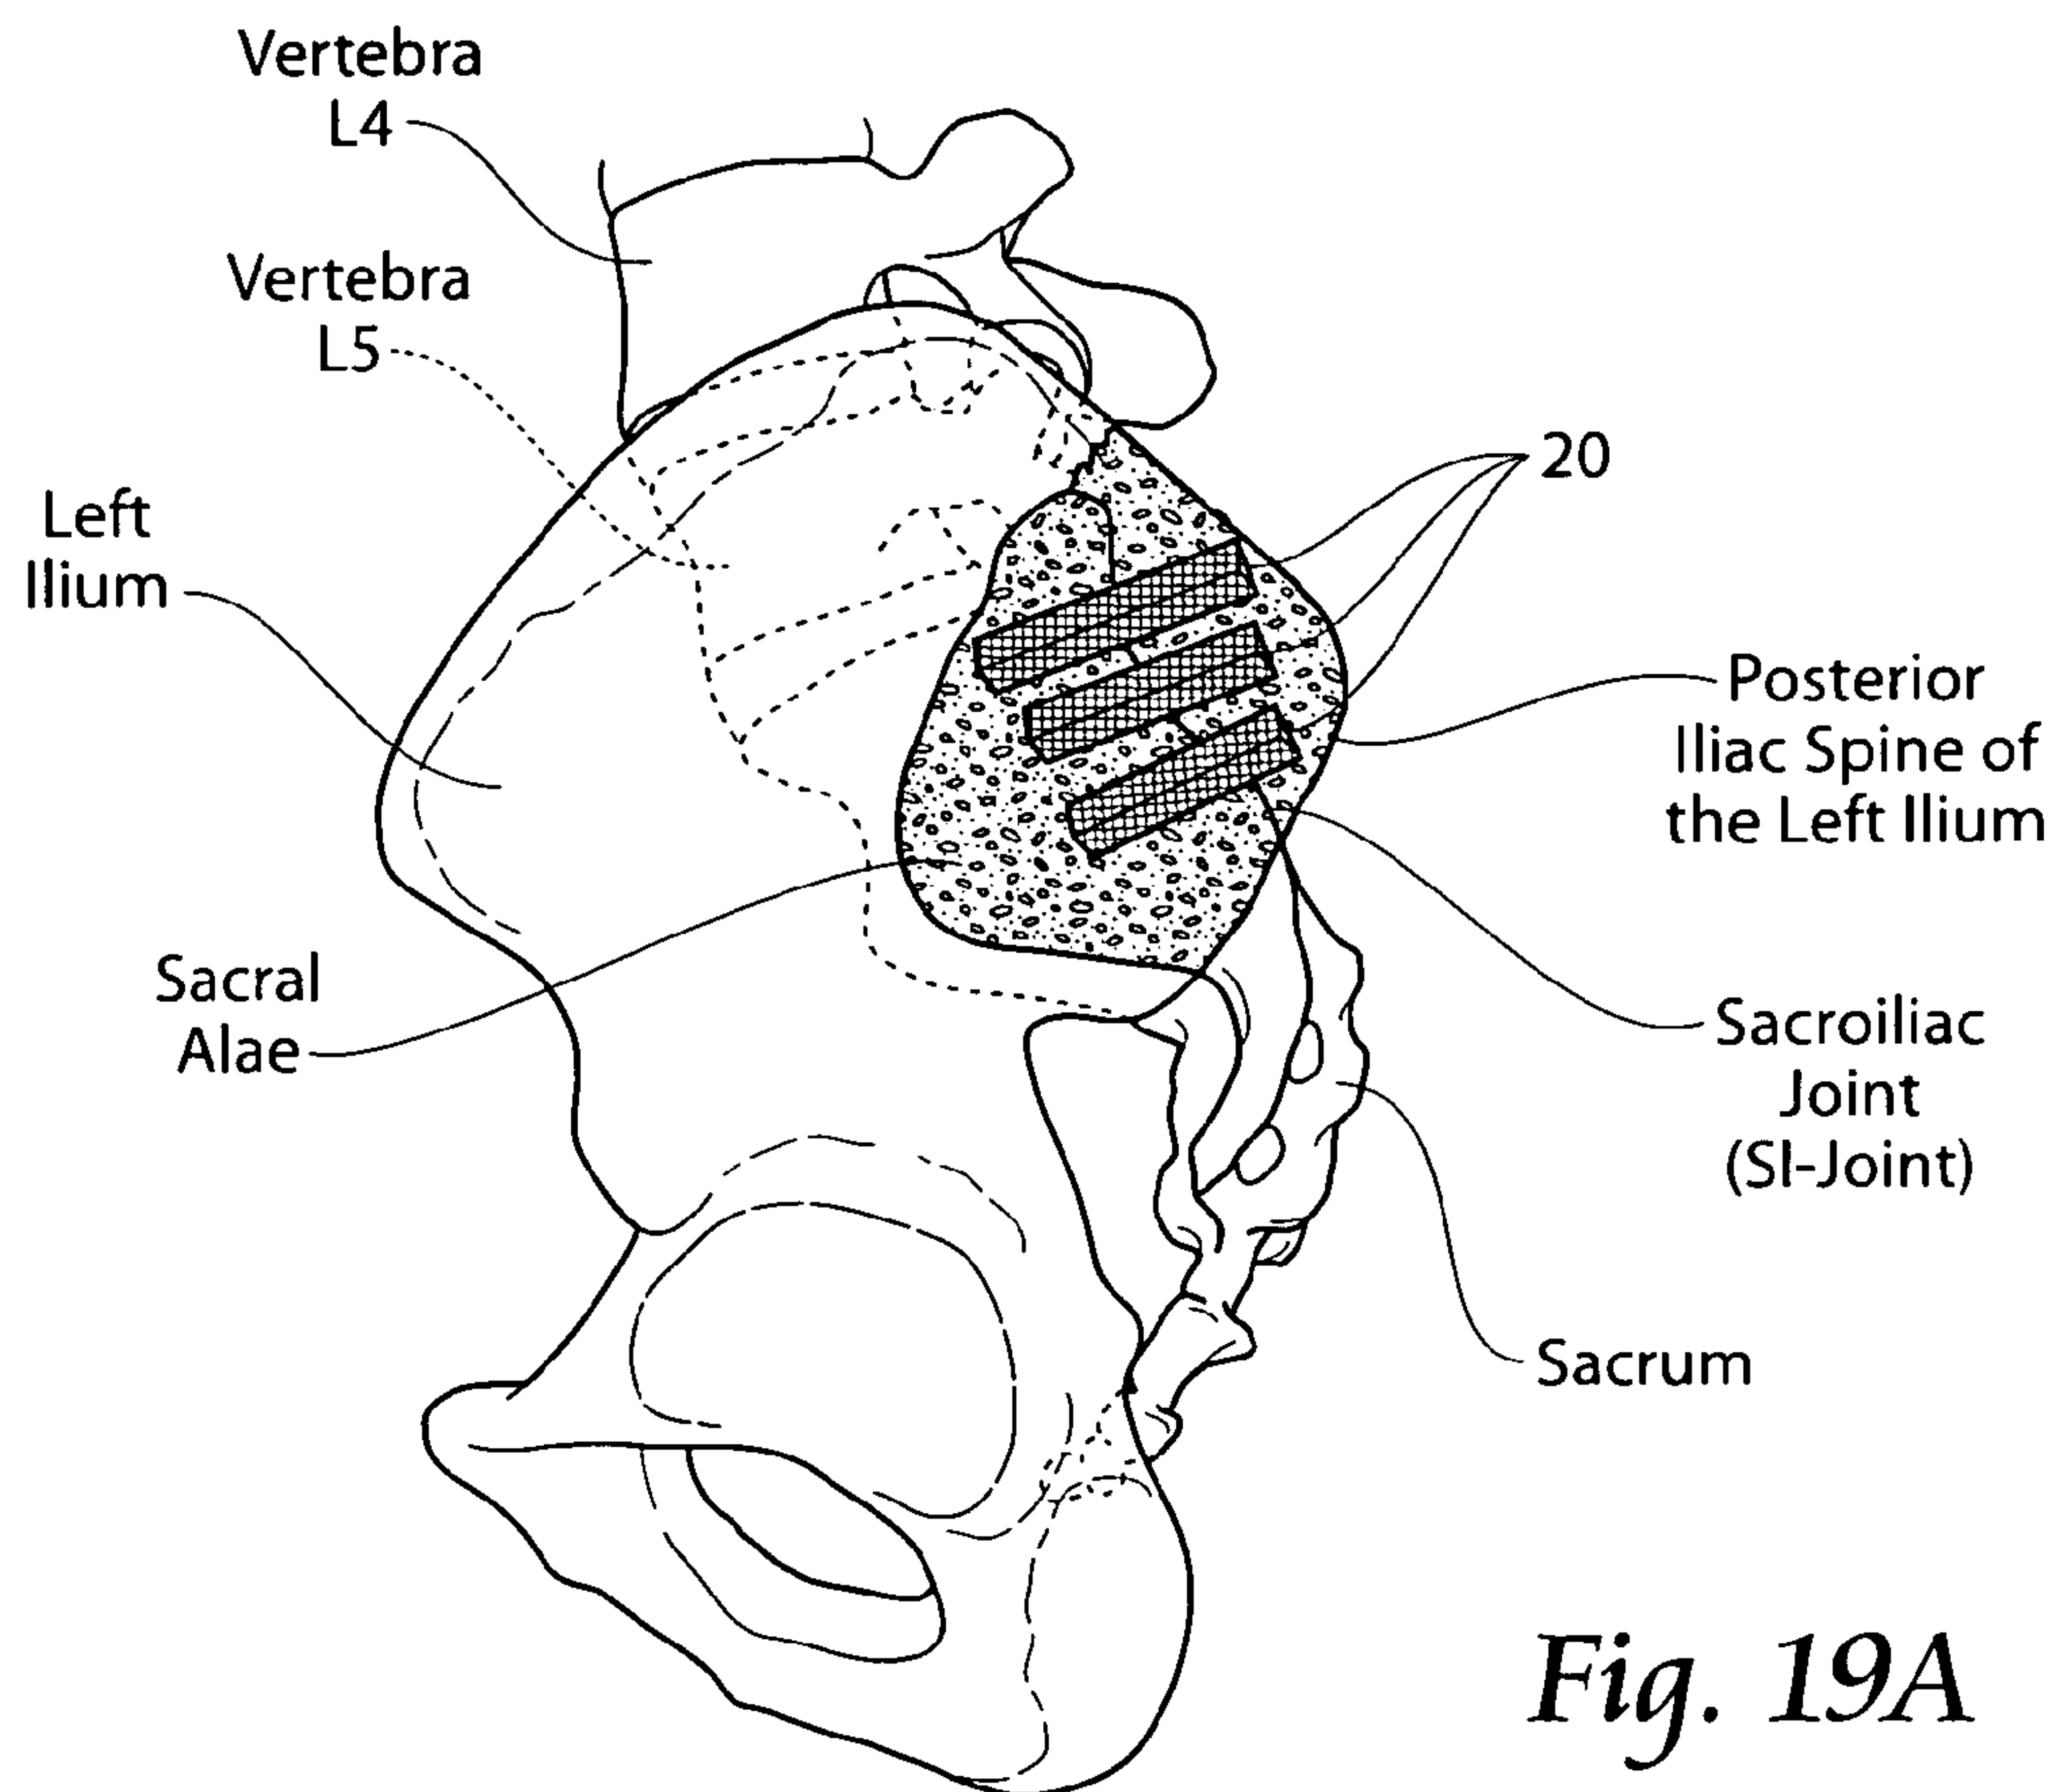 Vertebra
L4
Vertebra
L5
20
Left
Ilium
Posterior
Iliac Spine of
the Left Ilium
Sacral
Alae
Sacroiliac
Joint
(SI-Joint)
Sacrum
Fig. 19A